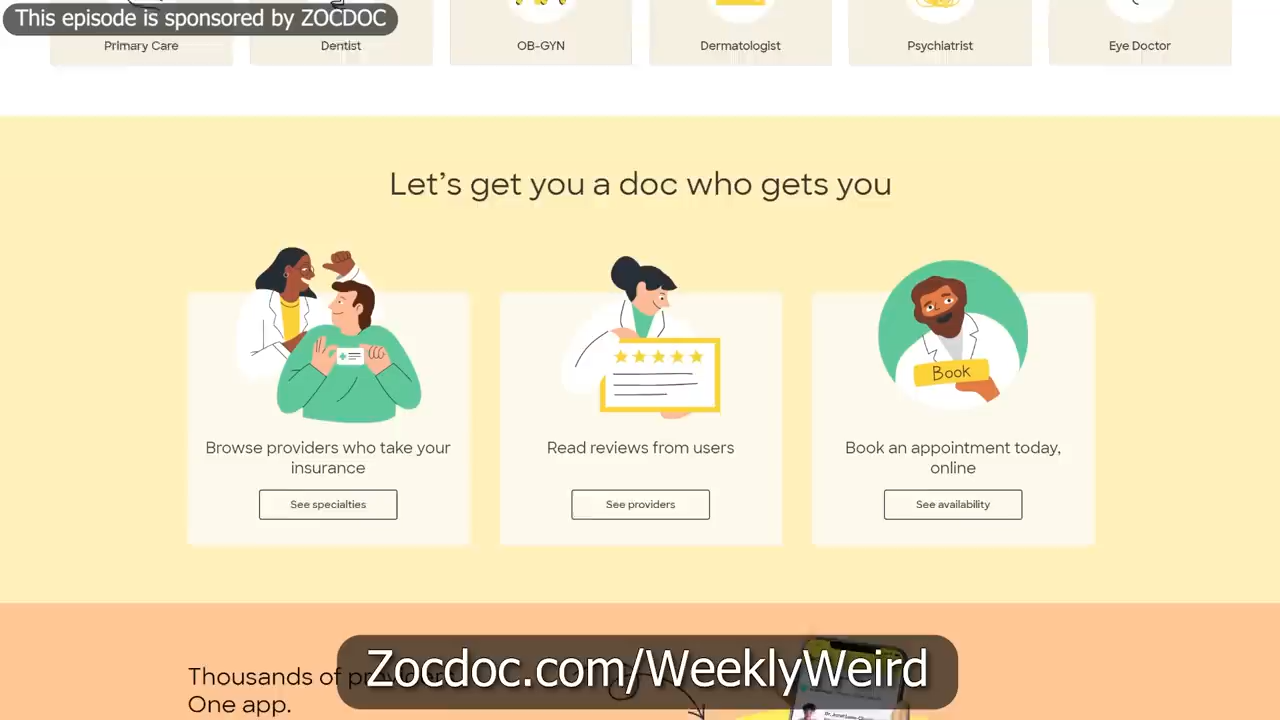 This episode is sponsored by ZOCDOC
Primary Care
Dentist
OB-GYN
Dermatologist
Psychiatrist
Eye Doctor
Let's get you a doc who gets you
Book
Browse providers who take your
insurance
Read reviews from users
Book an appointment today,
online
See specialties
See providers
See availability
Thousands of
One app.
Zocdoc.com/WeeklyWeird